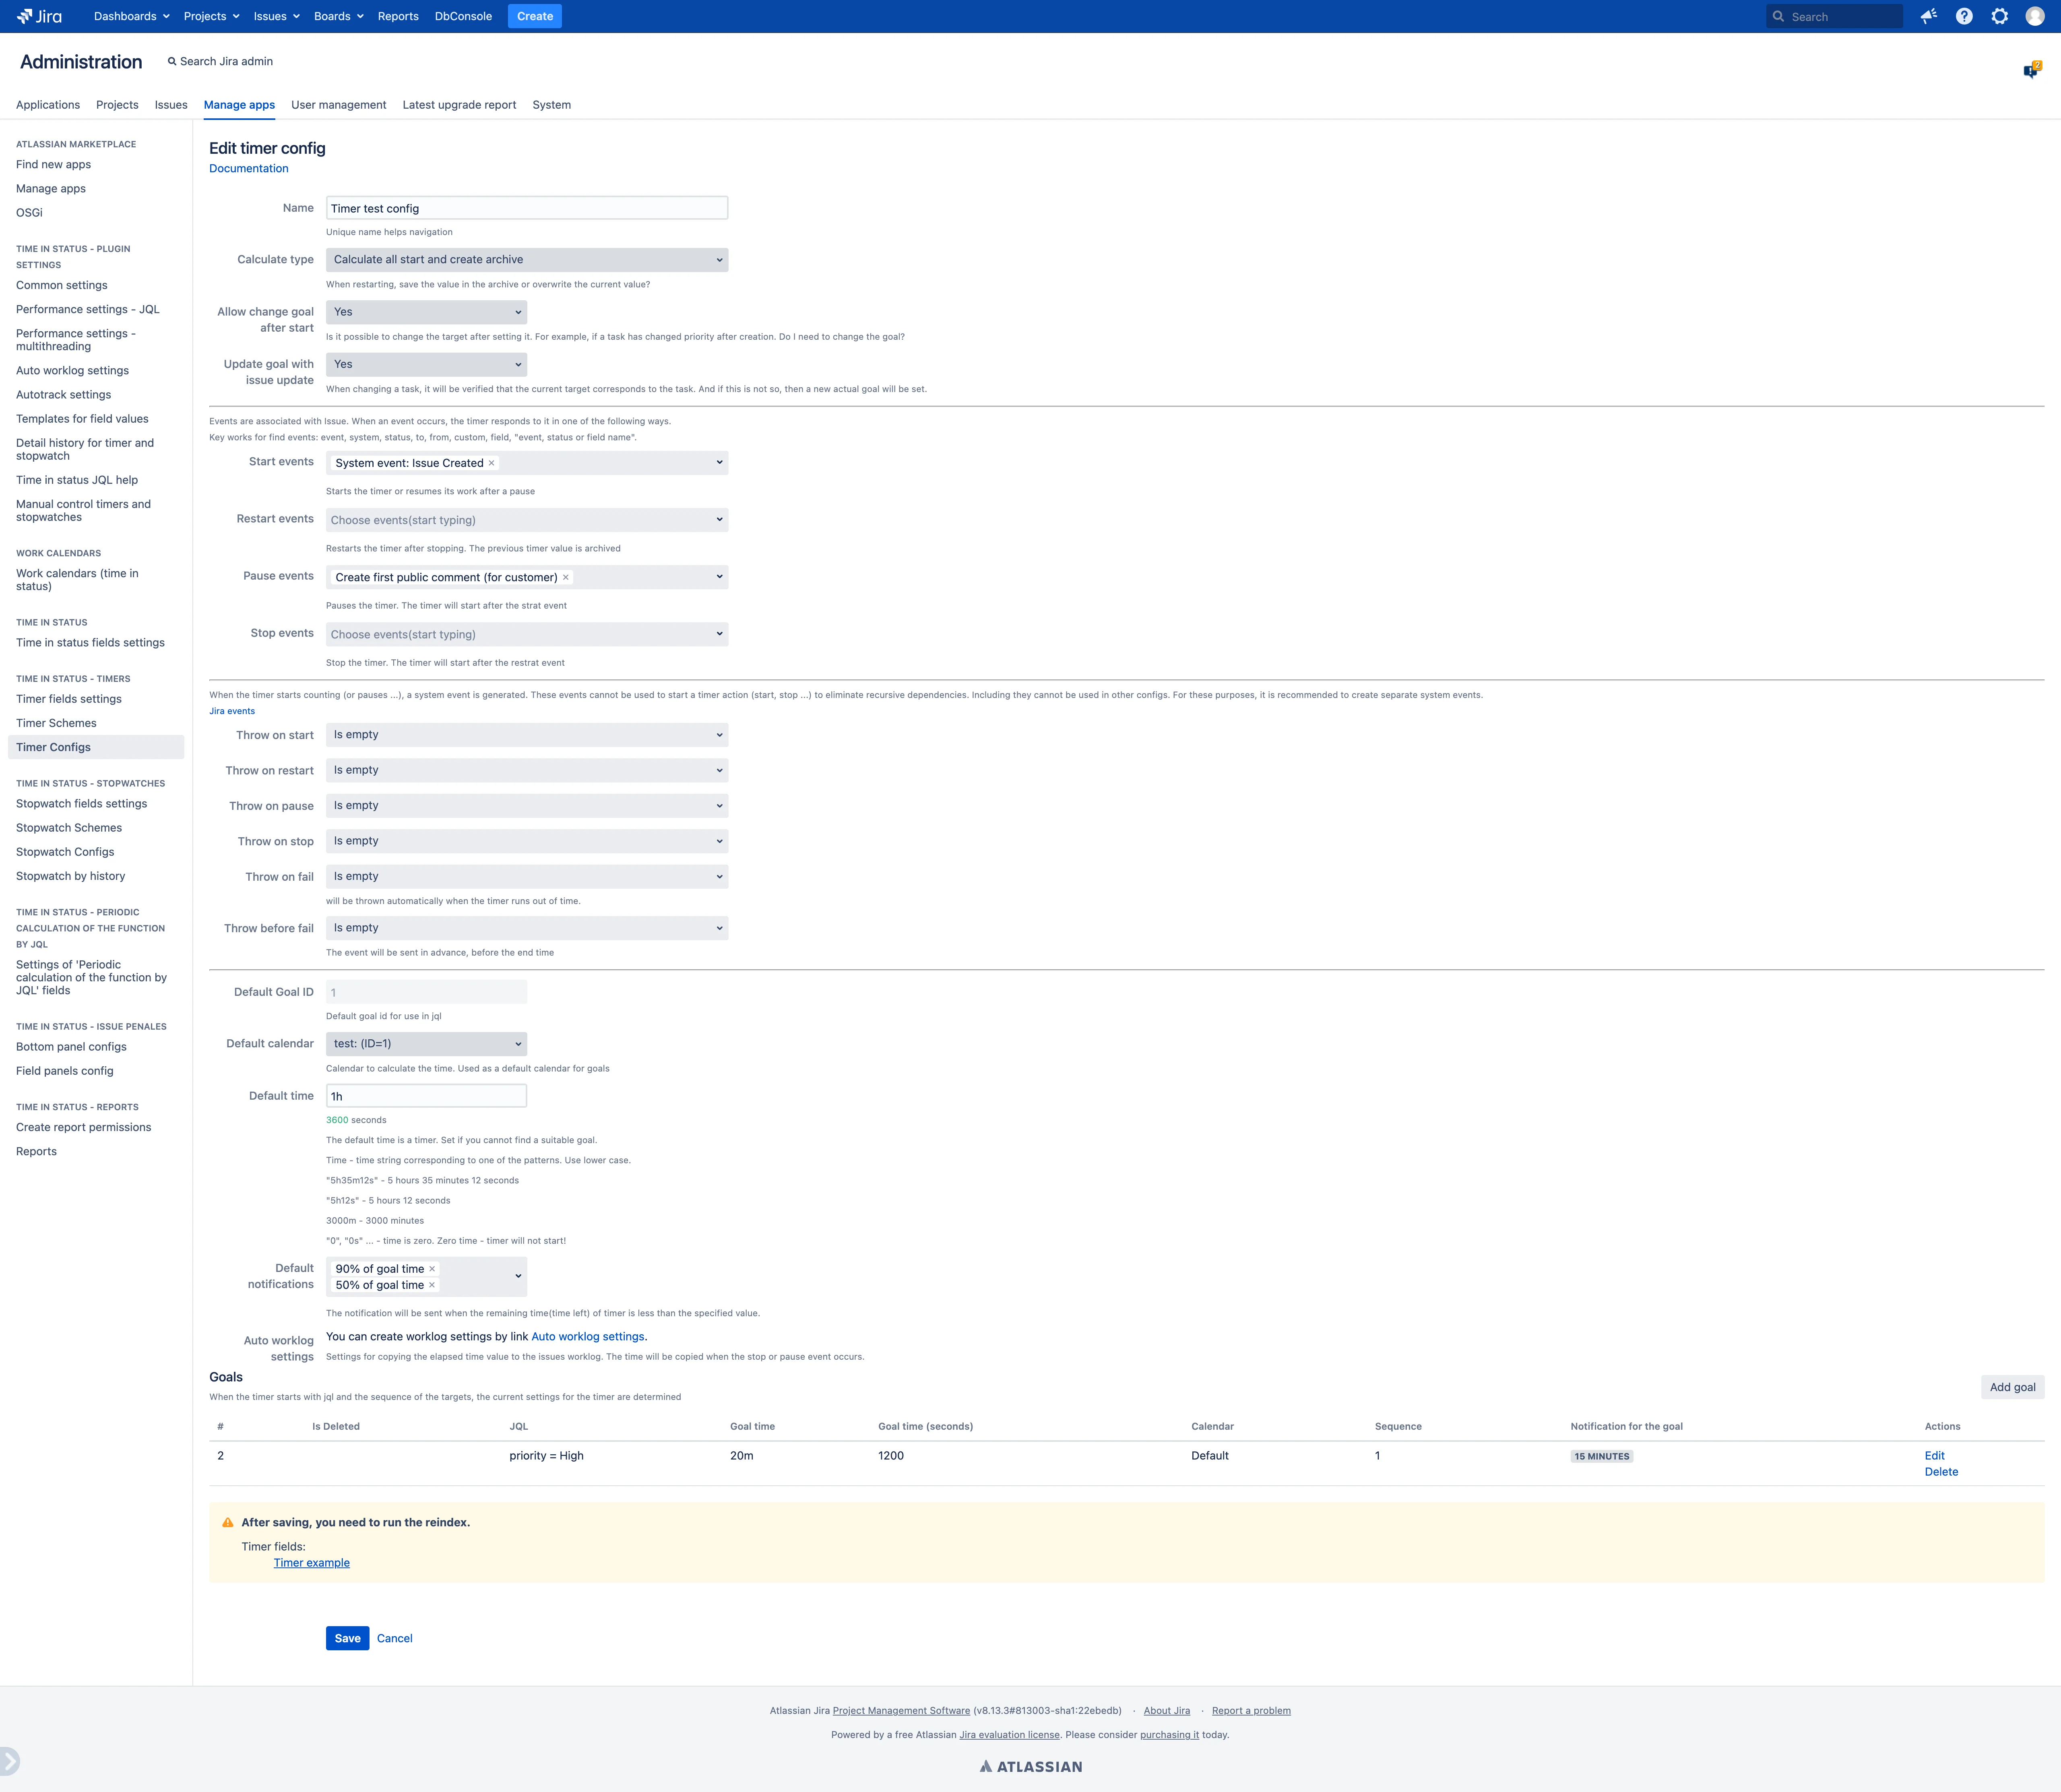 Jira Dashboards Projects Issues Boards Reports DbConsole Create Search
Administration Search Jira admin
Applications Projects Issues Manage apps User management Latest upgrade report System
ATLASSIAN MARKETPLACE
Find new apps
Manage apps
OSGi
TIME IN STATUS - PLUGIN
SETTINGS
Common settings
Performance settings - JQL
Performance settings -
multithreading
Auto worklog settings
Autotrack settings
Templates for field values
Detail history for timer and
stopwatch
Time in status JQL help
Manual control timers and
stopwatches
WORK CALENDARS
Work calendars (time in
status)
TIME IN STATUS
Time in status fields settings
TIME IN STATUS - TIMERS
Timer fields settings
Timer Schemes
Timer Configs
TIME IN STATUS - STOPWATCHES
Stopwatch fields settings
Stopwatch Schemes
Stopwatch Configs
Stopwatch by history
TIME IN STATUS - PERIODIC
CALCULATION OF THE FUNCTION
BY JQL
Settings of 'Periodic
calculation of the function by
JQL' fields
TIME IN STATUS - ISSUE PENALES
Bottom panel configs
Field panels config
TIME IN STATUS - REPORTS
Create report permissions
Reports
Edit timer config
Documentation
Name Timer test config
Unique name helps navigation
Calculate type Calculate all start and create archive
When restarting, save the value in the archive or overwrite the current value?
Allow change goal
after start
Yes
Is it possible to change the target after setting it. For example, if a task has changed priority after creation. Do I need to change the goal?
Update goal with
issue update
Yes
When changing a task, it will be verified that the current target corresponds to the task. And if this is not so, then a new actual goal will be set.
Events are associated with Issue. When an event occurs, the timer responds to it in one of the following ways.
Key works for find events: event, system, status, to, from, custom, field, "event, status or field name".
Start events System event: Issue Created ×
Starts the timer or resumes its work after a pause
Restart events Choose events(start typing)
Restarts the timer after stopping. The previous timer value is archived
Pause events Create first public comment (for customer) ×
Pauses the timer. The timer will start after the strat event
Stop events Choose events(start typing)
Stop the timer. The timer will start after the restrat event
When the timer starts counting (or pauses ...), a system event is generated. These events cannot be used to start a timer action (start, stop ...) to eliminate recursive dependencies. Including they cannot be used in other configs. For these purposes, it is recommended to create separate system events.
Jira events
Throw on start Is empty
Throw on restart Is empty
Throw on pause Is empty
Throw on stop Is empty
Throw on fail Is empty
will be thrown automatically when the timer runs out of time.
Throw before fail Is empty
The event will be sent in advance, before the end time
Default Goal ID 1
Default goal id for use in jql
Default calendar test: (ID=1)
Calendar to calculate the time. Used as a default calendar for goals
Default time 1h
3600 seconds
The default time is a timer. Set if you cannot find a suitable goal.
Time - time string corresponding to one of the patterns. Use lower case.
"5h35m12s" - 5 hours 35 minutes 12 seconds
"5h12s" - 5 hours 12 seconds
3000m - 3000 minutes
"0", "0s" ... - time is zero. Zero time - timer will not start!
Default
notifications
90% of goal time ×
50% of goal time ×
The notification will be sent when the remaining time(time left) of timer is less than the specified value.
Auto worklog
settings
You can create worklog settings by link Auto worklog settings.
Settings for copying the elapsed time value to the issues worklog. The time will be copied when the stop or pause event occurs.
Goals
When the timer starts with jql and the sequence of the targets, the current settings for the timer are determined
Add goal
# Is Deleted JQL Goal time Goal time (seconds) Calendar Sequence Notification for the goal Actions
2 priority = High 20m 1200 Default 1 15 MINUTES Edit
Delete
After saving, you need to run the reindex.
Timer fields:
Timer example
Save Cancel
Atlassian Jira Project Management Software (v8.13.3#813003-sha1:22ebedb) · About Jira · Report a problem
Powered by a free Atlassian Jira evaluation license. Please consider purchasing it today.
ATLASSIAN